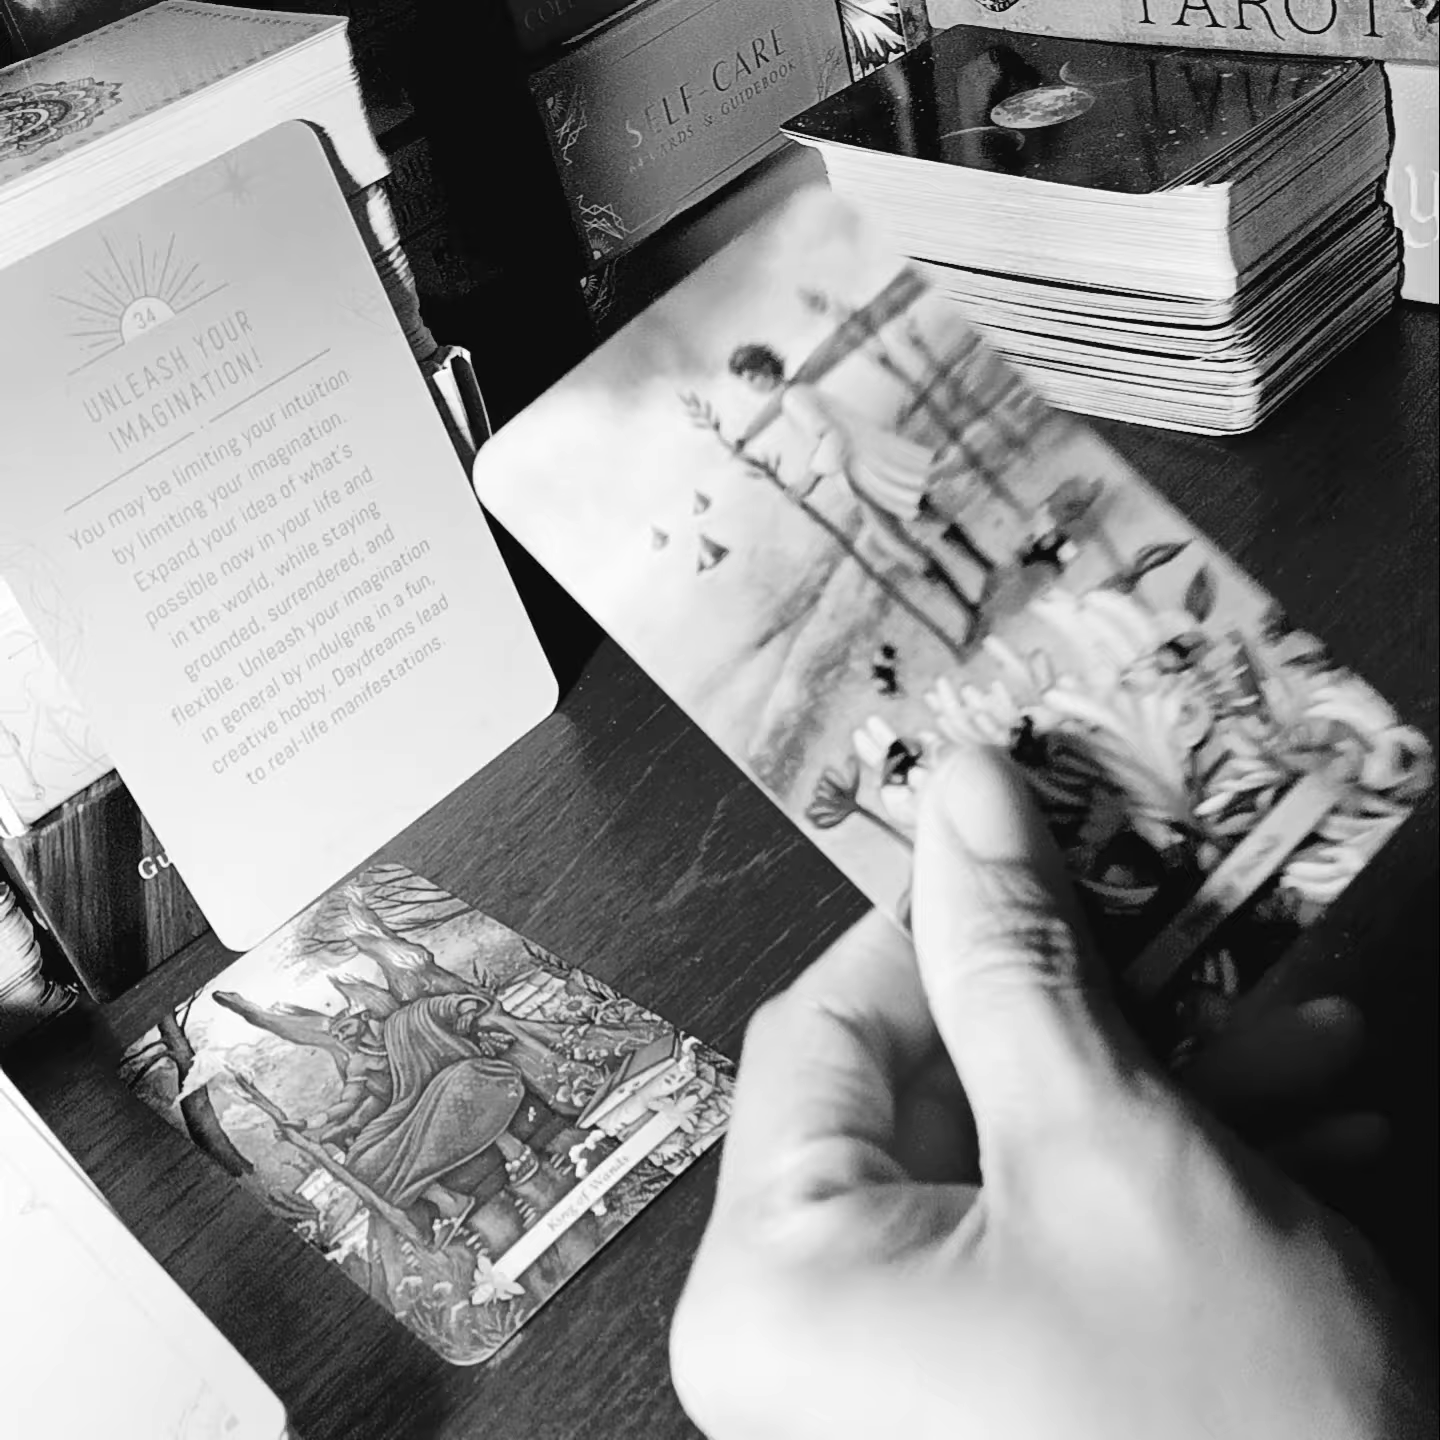 TAROT
SELF-CARE
CARDS & GUIDEBOOK
34
UNLEASH YOUR
IMAGINATION!
You may be limiting your intuition
by limiting your imagination.
Expand your idea of what's
possible now in your life and
in the world, while staying
grounded, surrendered, and
flexible. Unleash your imagination
in general by indulging in a fun,
creative hobby. Daydreams lead
to real-life manifestations.
King of Wands